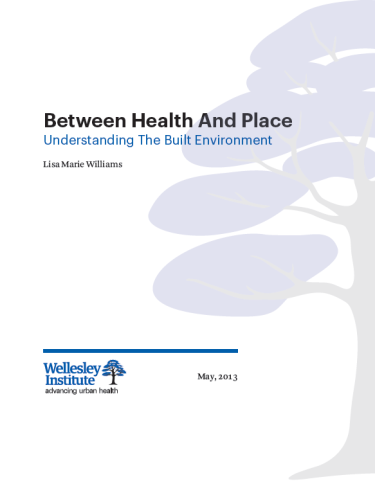 Between Health And Place
Understanding The Built Environment
Lisa Marie Williams
Wellesley
Institute
advancing urban health
May, 2013